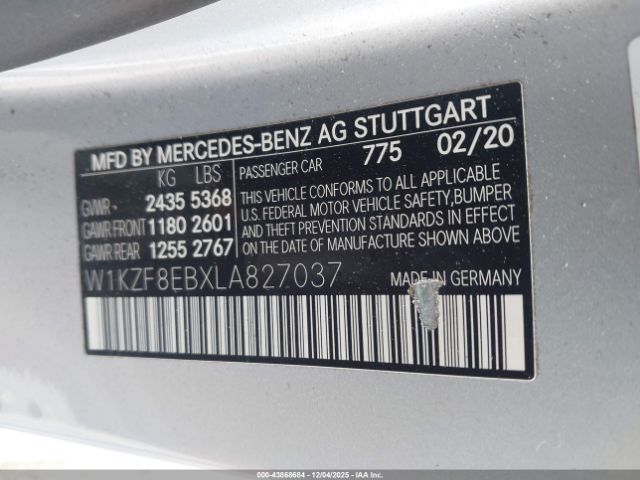 MFD BY MERCEDES-BENZ AG STUTTGART
KG LBS PASSENGER CAR 775 02/20
GVWR 2435 5368
GAWR FRONT 1180 2601
GAWR REAR 1255 2767
THIS VEHICLE CONFORMS TO ALL APPLICABLE
U.S. FEDERAL MOTOR VEHICLE SAFETY, BUMPER
AND THEFT PREVENTION STANDARDS IN EFFECT
ON THE DATE OF MANUFACTURE SHOWN ABOVE.
W1KZF8EBXLA827037 MADE IN GERMANY
000-43868684 | 12/04/2025 - IAA, Inc. Copyright